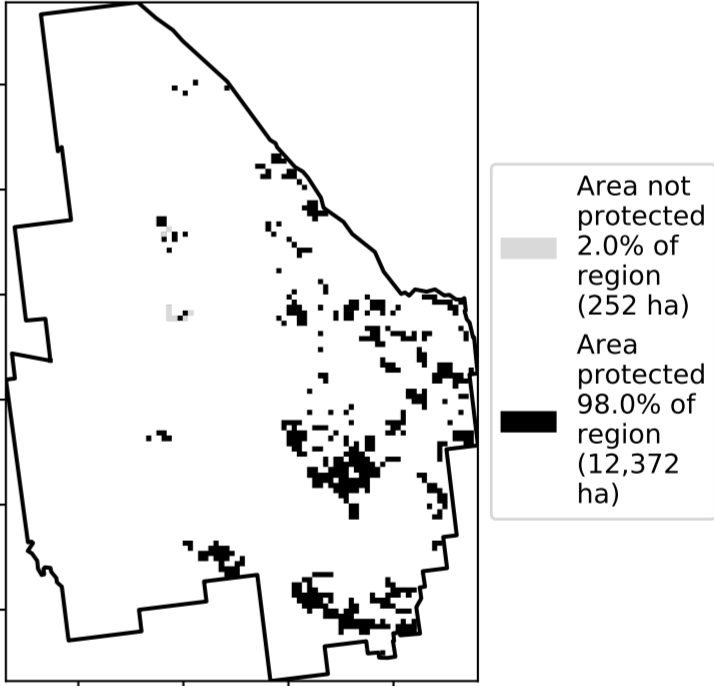 Area not
protected
2.0% of
region
(252 ha)
Area
protected
98.0% of
region
(12,372
ha)